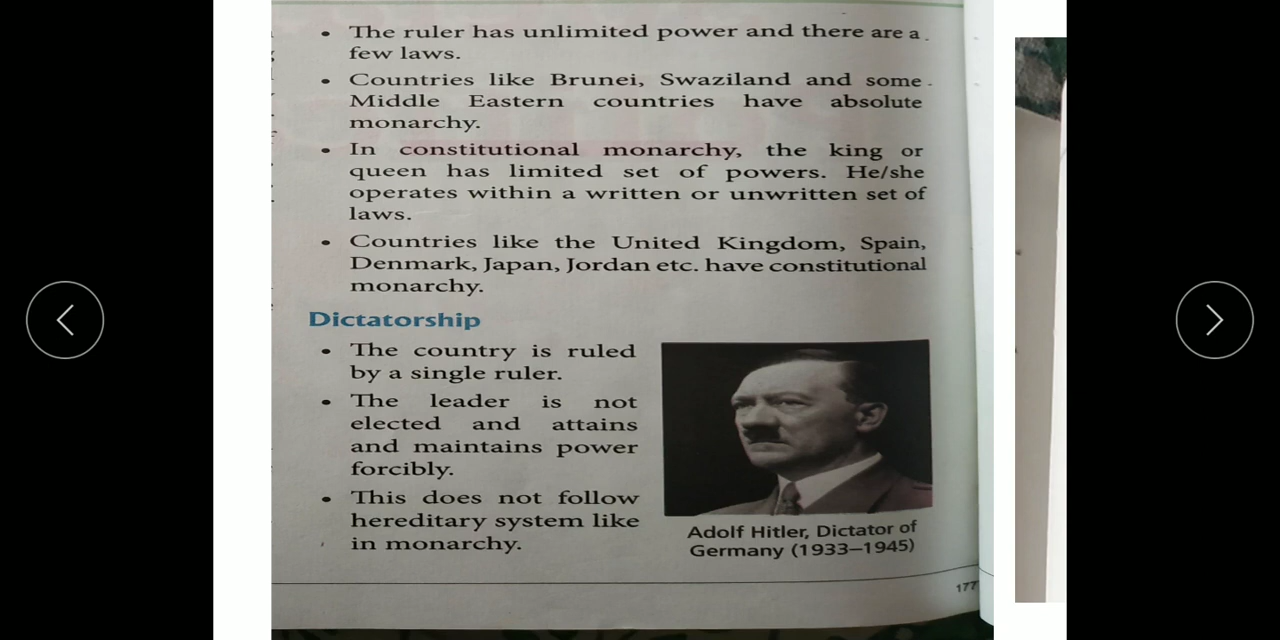 • The ruler has unlimited power and there are a
few laws.
• Countries like Brunei, Swaziland and some
Middle Eastern countries have absolute
monarchy.
• In constitutional monarchy, the king or
queen has limited set of powers. He/she
operates within a written or unwritten set of
laws.
• Countries like the United Kingdom, Spain,
Denmark, Japan, Jordan etc. have constitutional
monarchy.
Dictatorship
• The country is ruled
by a single ruler.
• The leader is not
elected and attains
and maintains power
forcibly.
• This does not follow
hereditary system like
in monarchy.
Adolf Hitler, Dictator of
Germany (1933–1945)
177